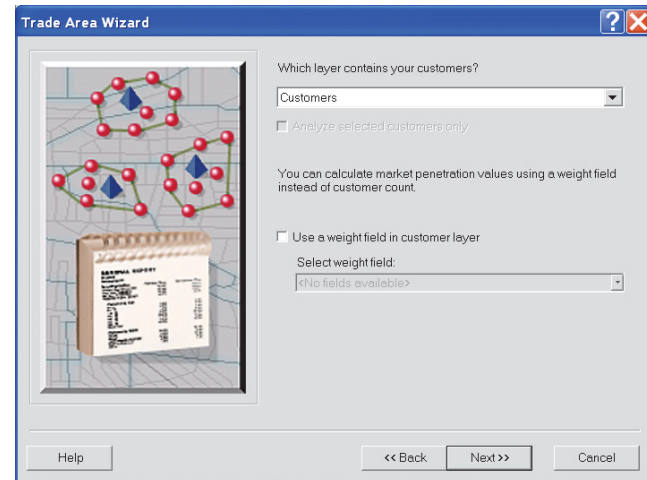 Trade Area Wizard
Which layer contains your customers?
Customers
Analyze selected customers only
You can calculate market penetration values using a weight field
instead of customer count.
Use a weight field in customer layer
Select weight field:
<No fields available>
Help
<< Back
Next >>
Cancel